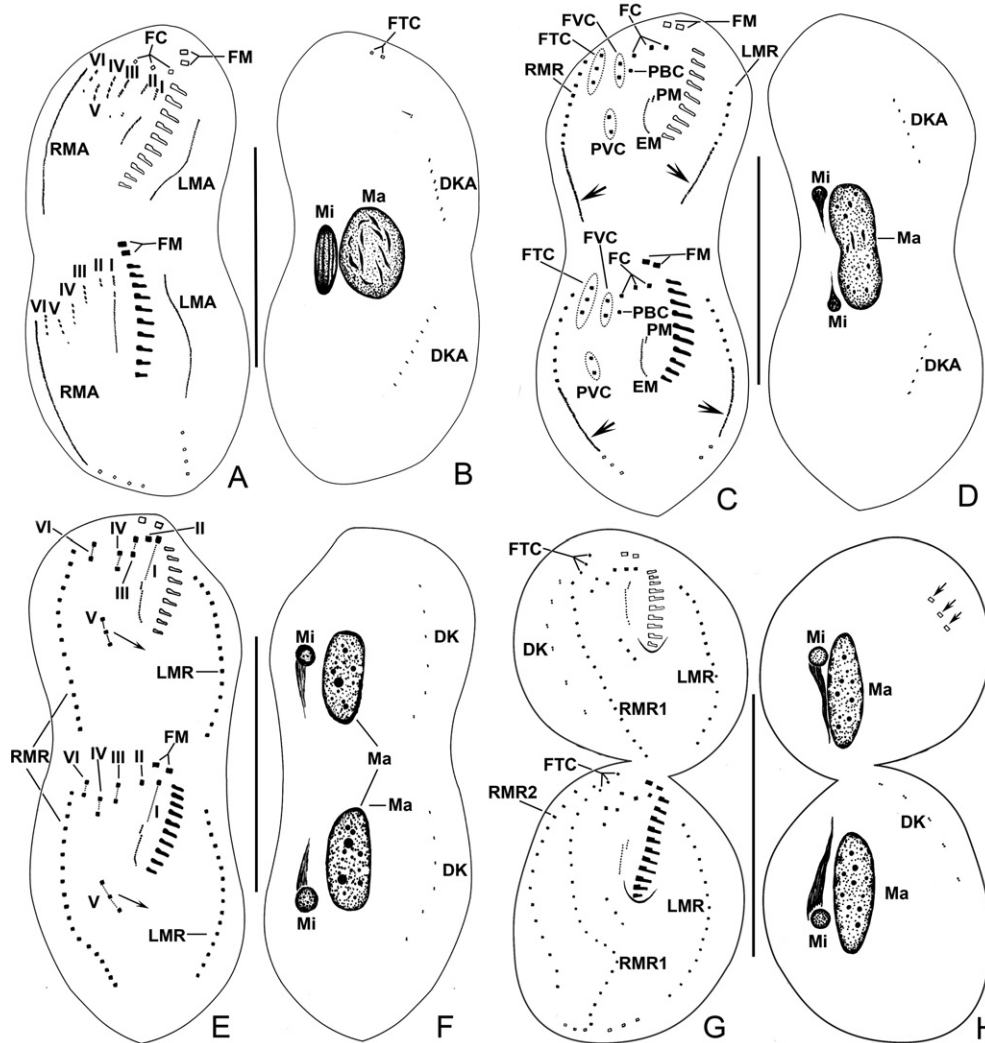 FC
FM
VI
IV
III
II
I
V
RMA
LMA
FM
I
II
III
IV
V
VI
LMA
RMA
A
FTC
DKA
Mi
Ma
DKA
B
FC
FVC
FM
FTC
RMR
LMR
PBC
PM
PVC
EM
FC
FM
FVC
FTC
PBC
PM
PVC
EM
C
DKA
Mi
Ma
Mi
DKA
D
VI
IV
II
I
III
V
LMR
RMR
FM
VI
IV
III
II
I
V
LMR
E
Mi
DK
Ma
Ma
DK
Mi
F
FTC
DK
LMR
RMR1
FTC
RMR2
LMR
RMR1
G
Mi
Ma
DK
Ma
Mi
H